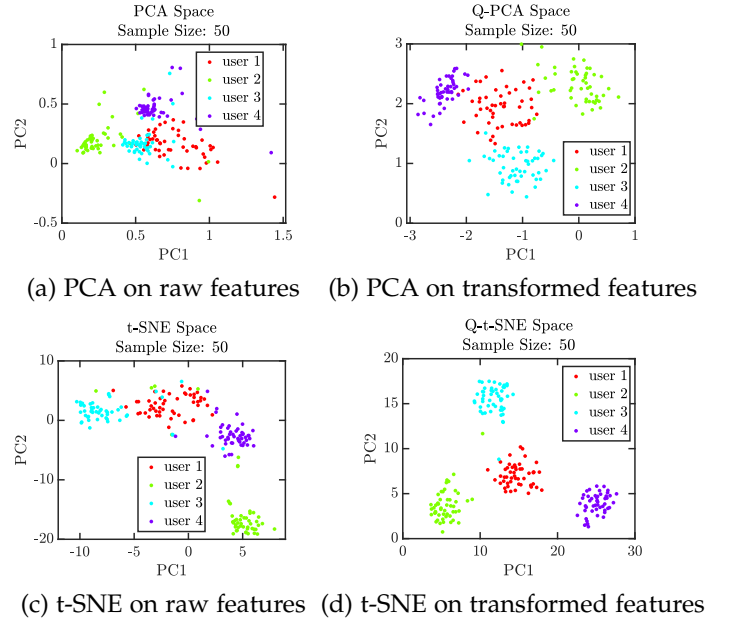 PCA Space
Sample Size: 50
user 1
user 2
user 3
user 4
1
0.5
0
-0.5
PC2
0 0.5 1 1.5
PC1
(a) PCA on raw features
Q-PCA Space
Sample Size: 50
user 1
user 2
user 3
user 4
3
2
1
0
PC2
-3 -2 -1 0 1
PC1
(b) PCA on transformed features
t-SNE Space
Sample Size: 50
user 1
user 2
user 3
user 4
10
0
-10
-20
PC2
-10 -5 0 5
PC1
(c) t-SNE on raw features
Q-t-SNE Space
Sample Size: 50
user 1
user 2
user 3
user 4
20
15
10
5
0
PC2
0 10 20 30
PC1
(d) t-SNE on transformed features